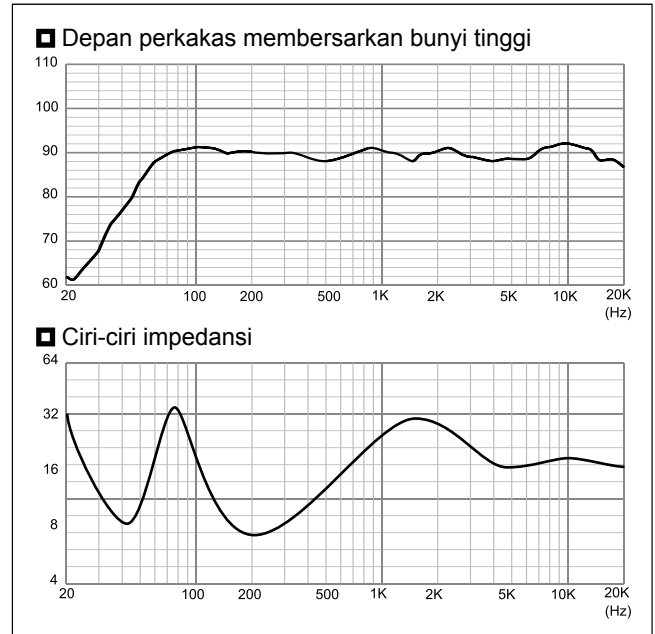 Depan perkakas membersarkan bunyi tinggi
110
100
90
80
70
60
20 100 200 500 1K 2K 5K 10K 20K
(Hz)
Ciri-ciri impedansi
64
32
16
8
4
20 100 200 500 1K 2K 5K 10K 20K
(Hz)